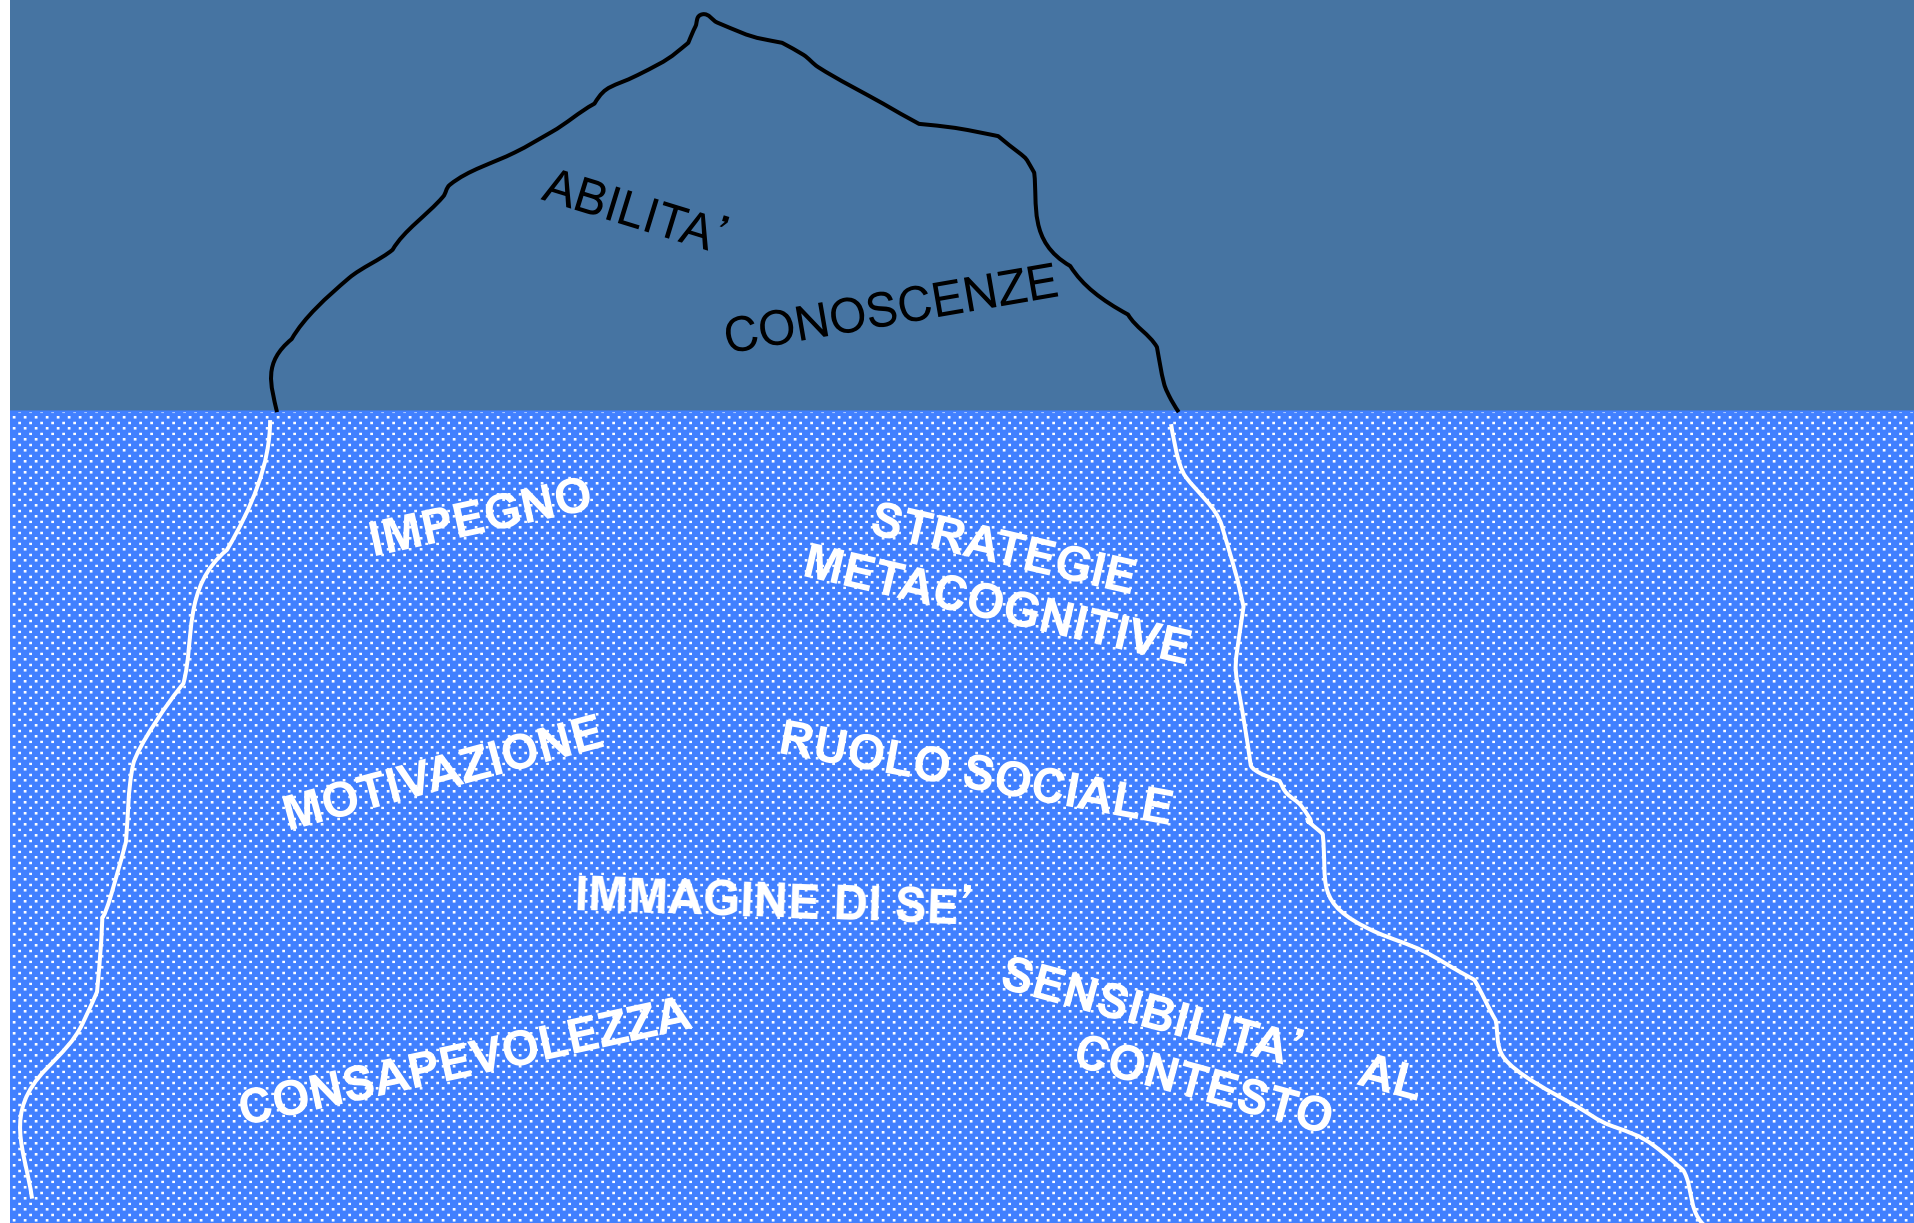 ABILITA’
CONOSCENZE
IMPEGNO
STRATEGIE
METACOGNITIVE
MOTIVAZIONE
RUOLO SOCIALE
IMMAGINE DI SE’
CONSAPEVOLEZZA
SENSIBILITA’ AL
CONTESTO